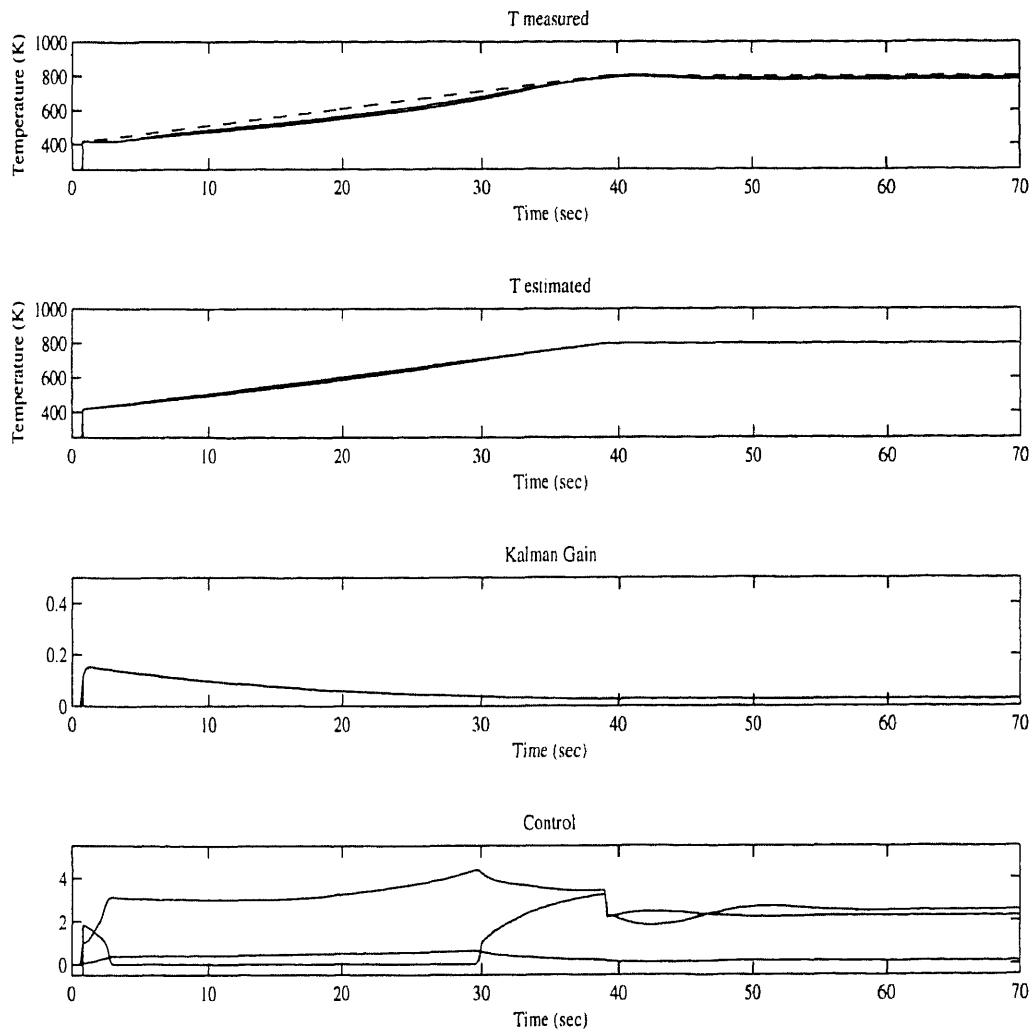 T measured
Temperature (K)
1000
800
600
400
0 10 20 30 40 50 60 70
Time (sec)
T estimated
Temperature (K)
1000
800
600
400
0 10 20 30 40 50 60 70
Time (sec)
Kalman Gain
0.4
0.2
0
0 10 20 30 40 50 60 70
Time (sec)
Control
4
2
0
0 10 20 30 40 50 60 70
Time (sec)